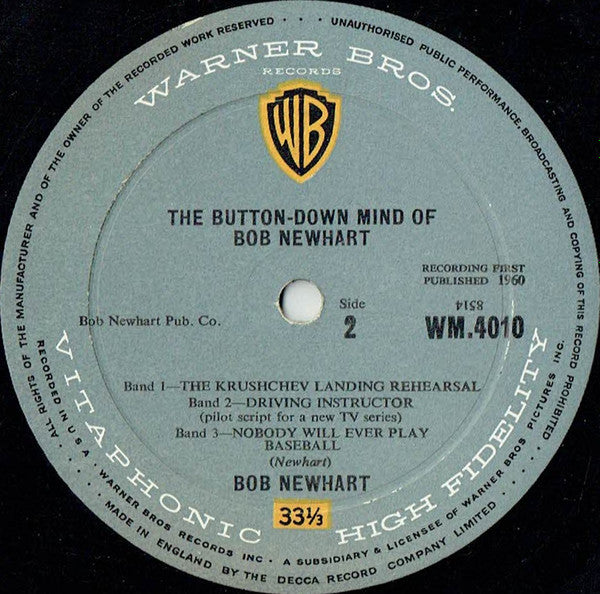 ALL RIGHTS OF THE MANUFACTURER AND OF THE OWNER OF THE RECORDED WORK RESERVED · UNAUTHORISED PUBLIC PERFORMANCE, BROADCASTING AND COPYING OF THIS RECORD PROHIBITED
WARNER BROS.
RECORDS
WB
THE BUTTON-DOWN MIND OF
BOB NEWHART
RECORDING FIRST
PUBLISHED 1960
Bob Newhart Pub. Co.
Side
2
8514
WM.4010
Band 1—THE KRUSHCHEV LANDING REHEARSAL
Band 2—DRIVING INSTRUCTOR
(pilot script for a new TV series)
Band 3—NOBODY WILL EVER PLAY
BASEBALL
(Newhart)
BOB NEWHART
33⅓
VITAPHONIC HIGH FIDELITY
RECORDED IN U.S.A. · WARNER BROS RECORDS INC · A SUBSIDIARY & LICENSEE OF WARNER BROS PICTURES INC.
MADE IN ENGLAND BY THE DECCA RECORD COMPANY LIMITED